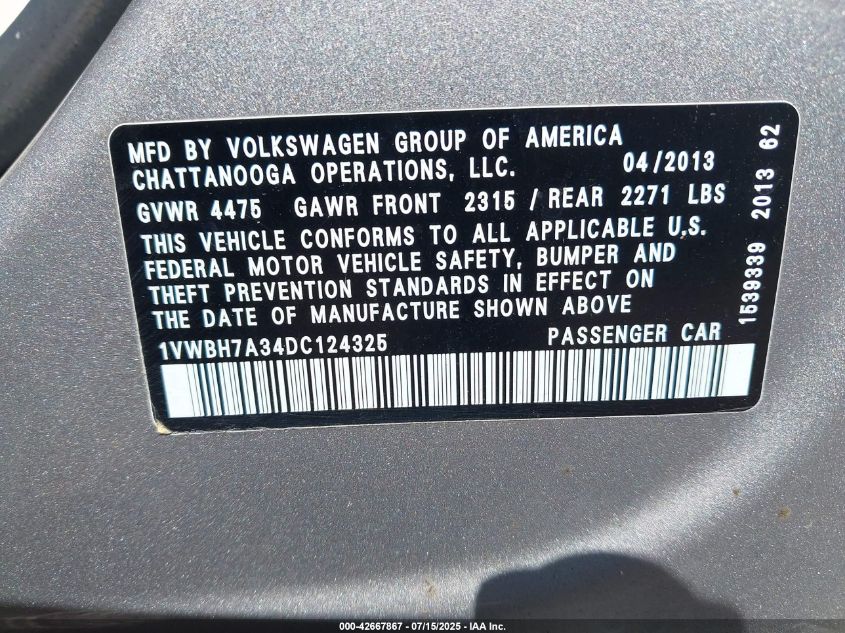 MFD BY VOLKSWAGEN GROUP OF AMERICA
CHATTANOOGA OPERATIONS, LLC. 04/2013
GVWR 4475 GAWR FRONT 2315 / REAR 2271 LBS
THIS VEHICLE CONFORMS TO ALL APPLICABLE U.S.
FEDERAL MOTOR VEHICLE SAFETY, BUMPER AND
THEFT PREVENTION STANDARDS IN EFFECT ON
THE DATE OF MANUFACTURE SHOWN ABOVE
1VWBH7A34DC124325 PASSENGER CAR
1539339 2013 62
000-42667867 / 07/15/2025 - IAA Inc.